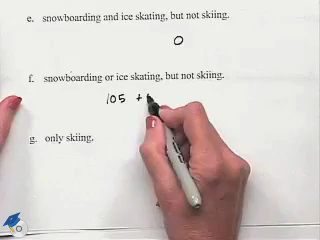 e. snowboarding and ice skating, but not skiing.
0
f. snowboarding or ice skating, but not skiing.
105 +
g. only skiing.